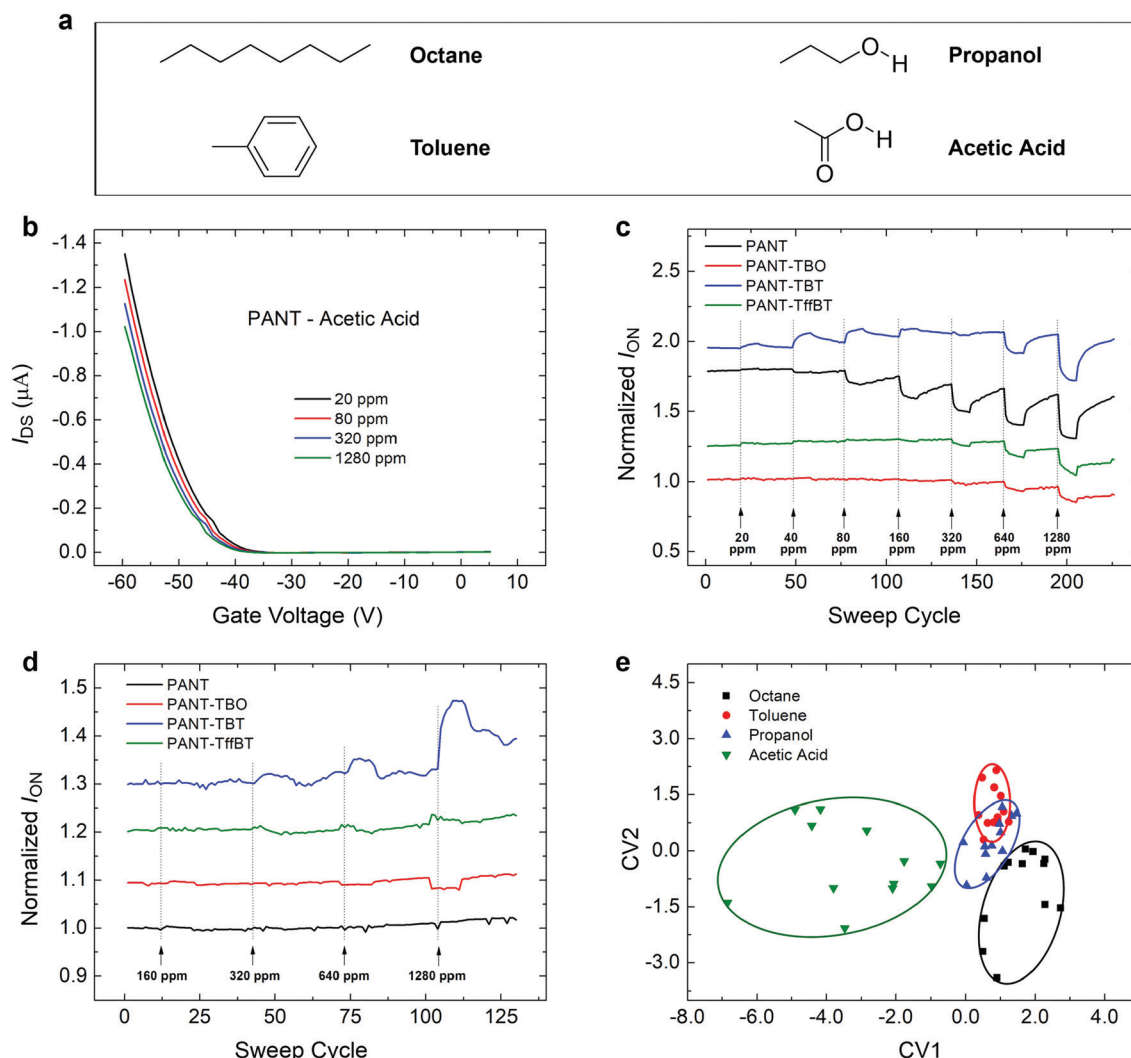 a
Octane
O
H
Propanol
Toluene
O
H
O
Acetic Acid
b
-1.4
-1.2
-1.0
-0.8
-0.6
-0.4
-0.2
0.0
IDS (μA)
PANT - Acetic Acid
20 ppm
80 ppm
320 ppm
1280 ppm
-60 -50 -40 -30 -20 -10 0 10
Gate Voltage (V)
c
2.5
2.0
1.5
1.0
0.5
Normalized ION
PANT
PANT-TBO
PANT-TBT
PANT-TffBT
20 40 80 160 320 640 1280
ppm ppm ppm ppm ppm ppm ppm
0 50 100 150 200
Sweep Cycle
d
1.5
1.4
1.3
1.2
1.1
1.0
0.9
Normalized ION
PANT
PANT-TBO
PANT-TBT
PANT-TffBT
160 ppm 320 ppm 640 ppm 1280 ppm
0 25 50 75 100 125
Sweep Cycle
e
4.5
3.0
1.5
0.0
-1.5
-3.0
CV2
Octane
Toluene
Propanol
Acetic Acid
-8.0 -6.0 -4.0 -2.0 0.0 2.0 4.0
CV1